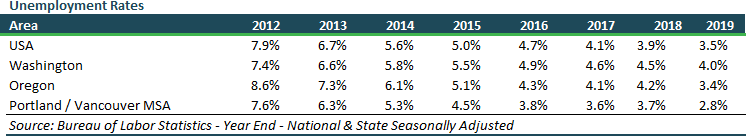 Unemployment Rates
Area 2012 2013 2014 2015 2016 2017 2018 2019
USA 7.9% 6.7% 5.6% 5.0% 4.7% 4.1% 3.9% 3.5%
Washington 7.4% 6.6% 5.8% 5.5% 4.9% 4.6% 4.5% 4.0%
Oregon 8.6% 7.3% 6.1% 5.1% 4.3% 4.1% 4.2% 3.4%
Portland / Vancouver MSA 7.6% 6.3% 5.3% 4.5% 3.8% 3.6% 3.7% 2.8%
Source: Bureau of Labor Statistics - Year End - National & State Seasonally Adjusted